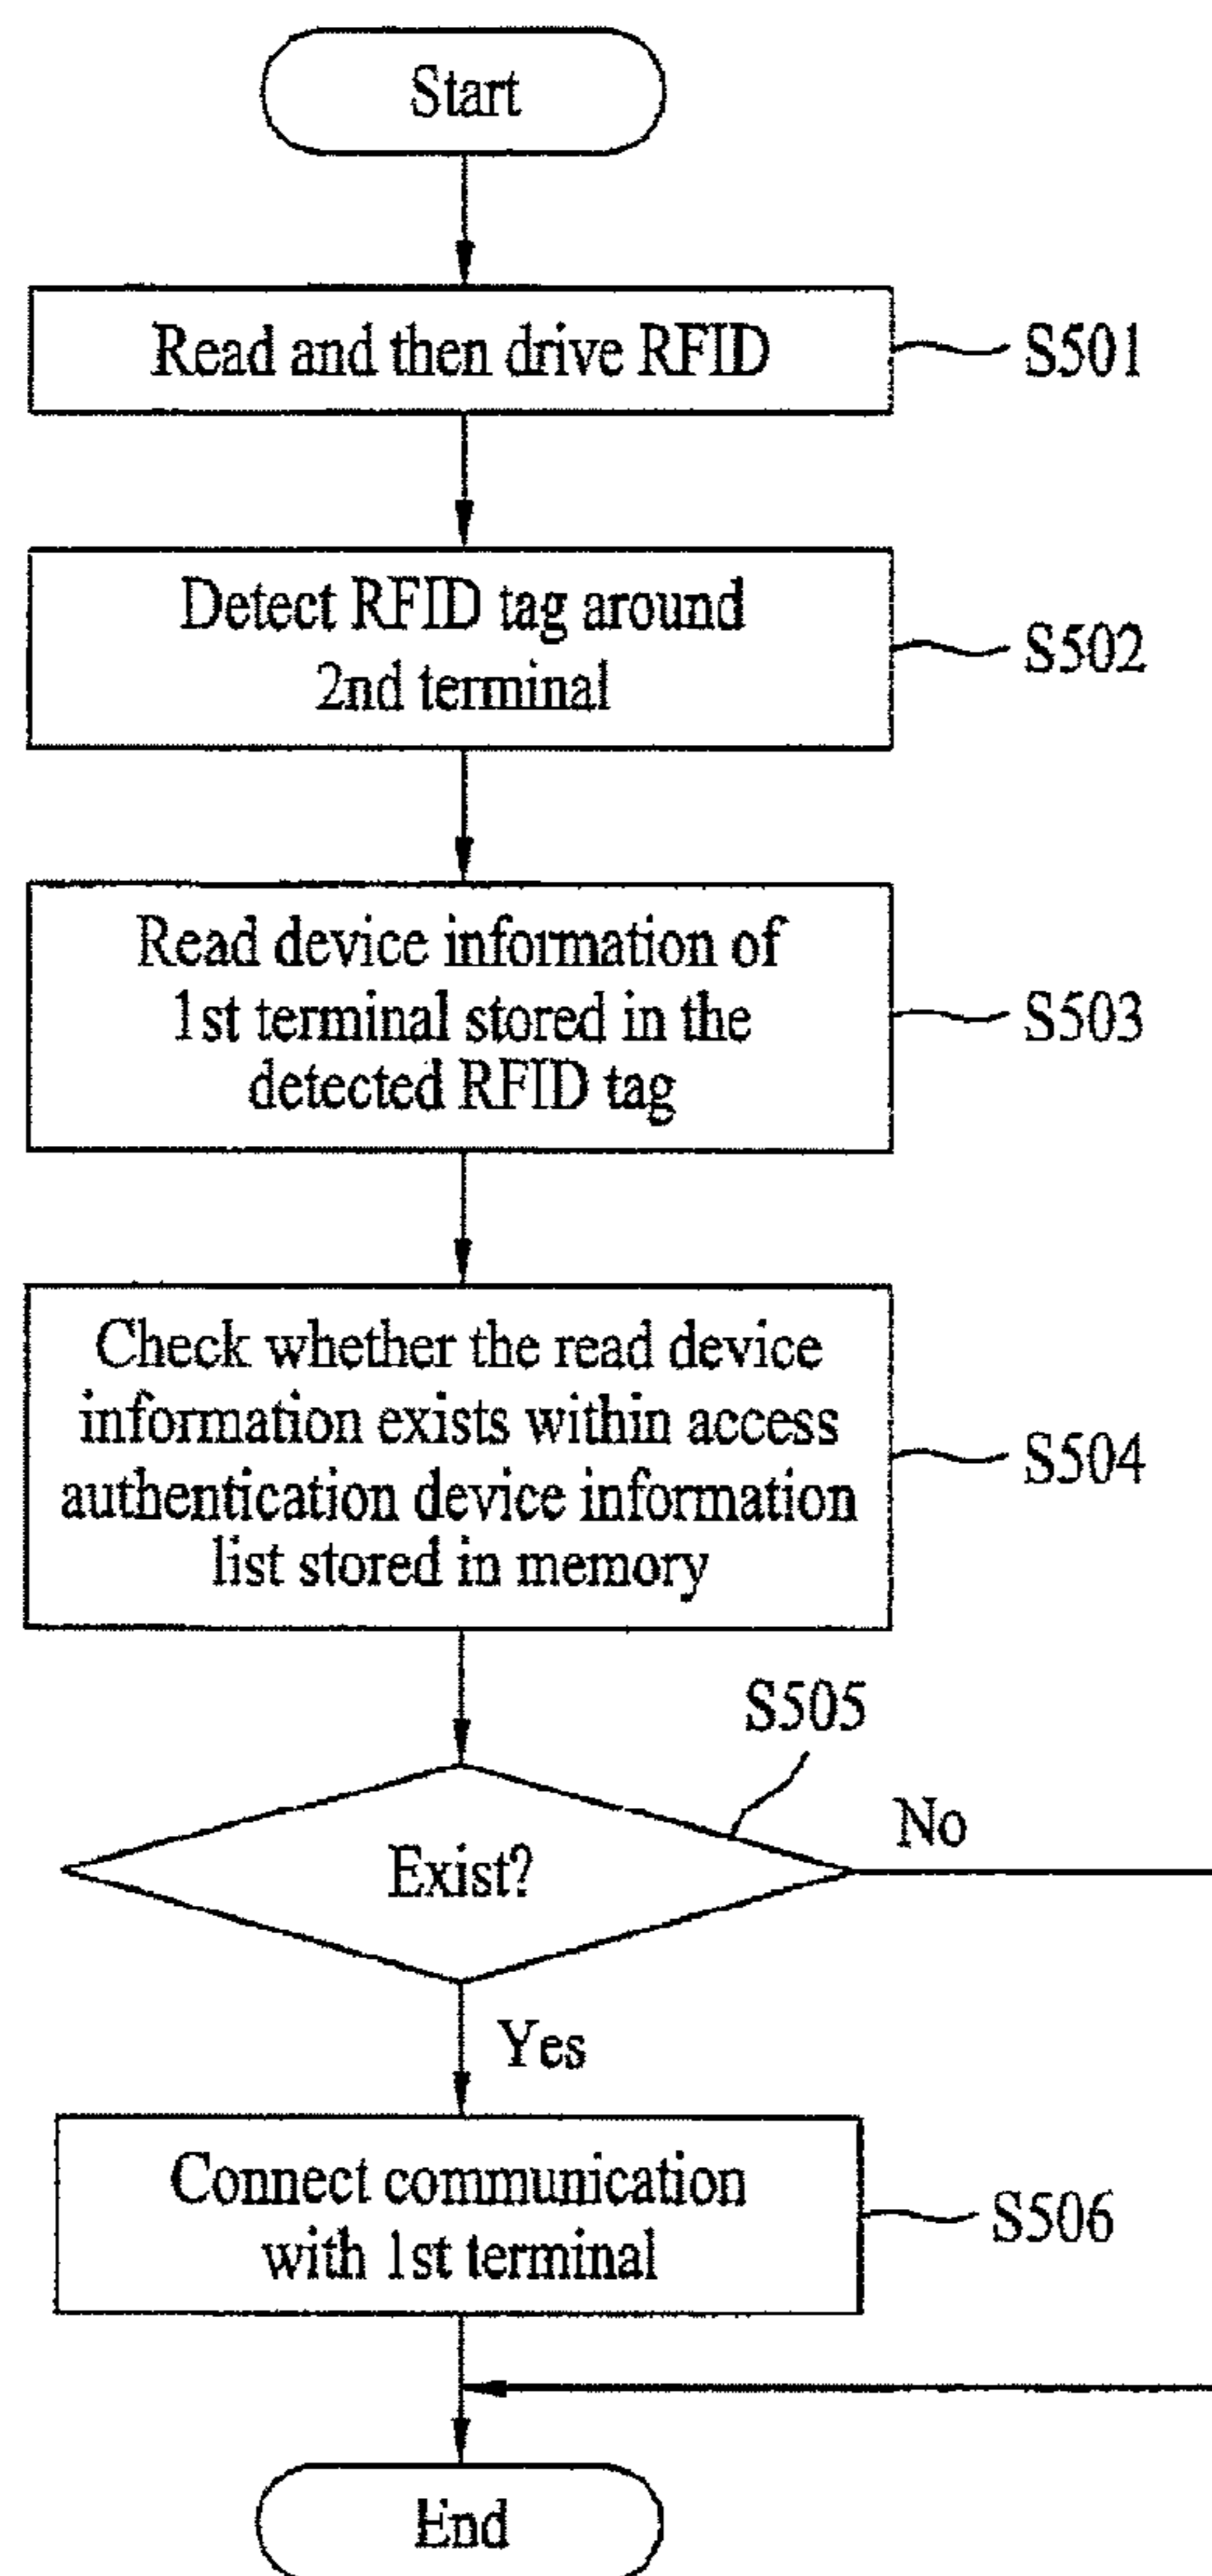 Start
Read and then drive RFID
S501
Detect RFID tag around
2nd terminal
S502
Read device information of
1st terminal stored in the
detected RFID tag
S503
Check whether the read device
information exists within access
authentication device information
list stored in memory
S504
S505
Exist?
No
Yes
Connect communication
with 1st terminal
S506
End